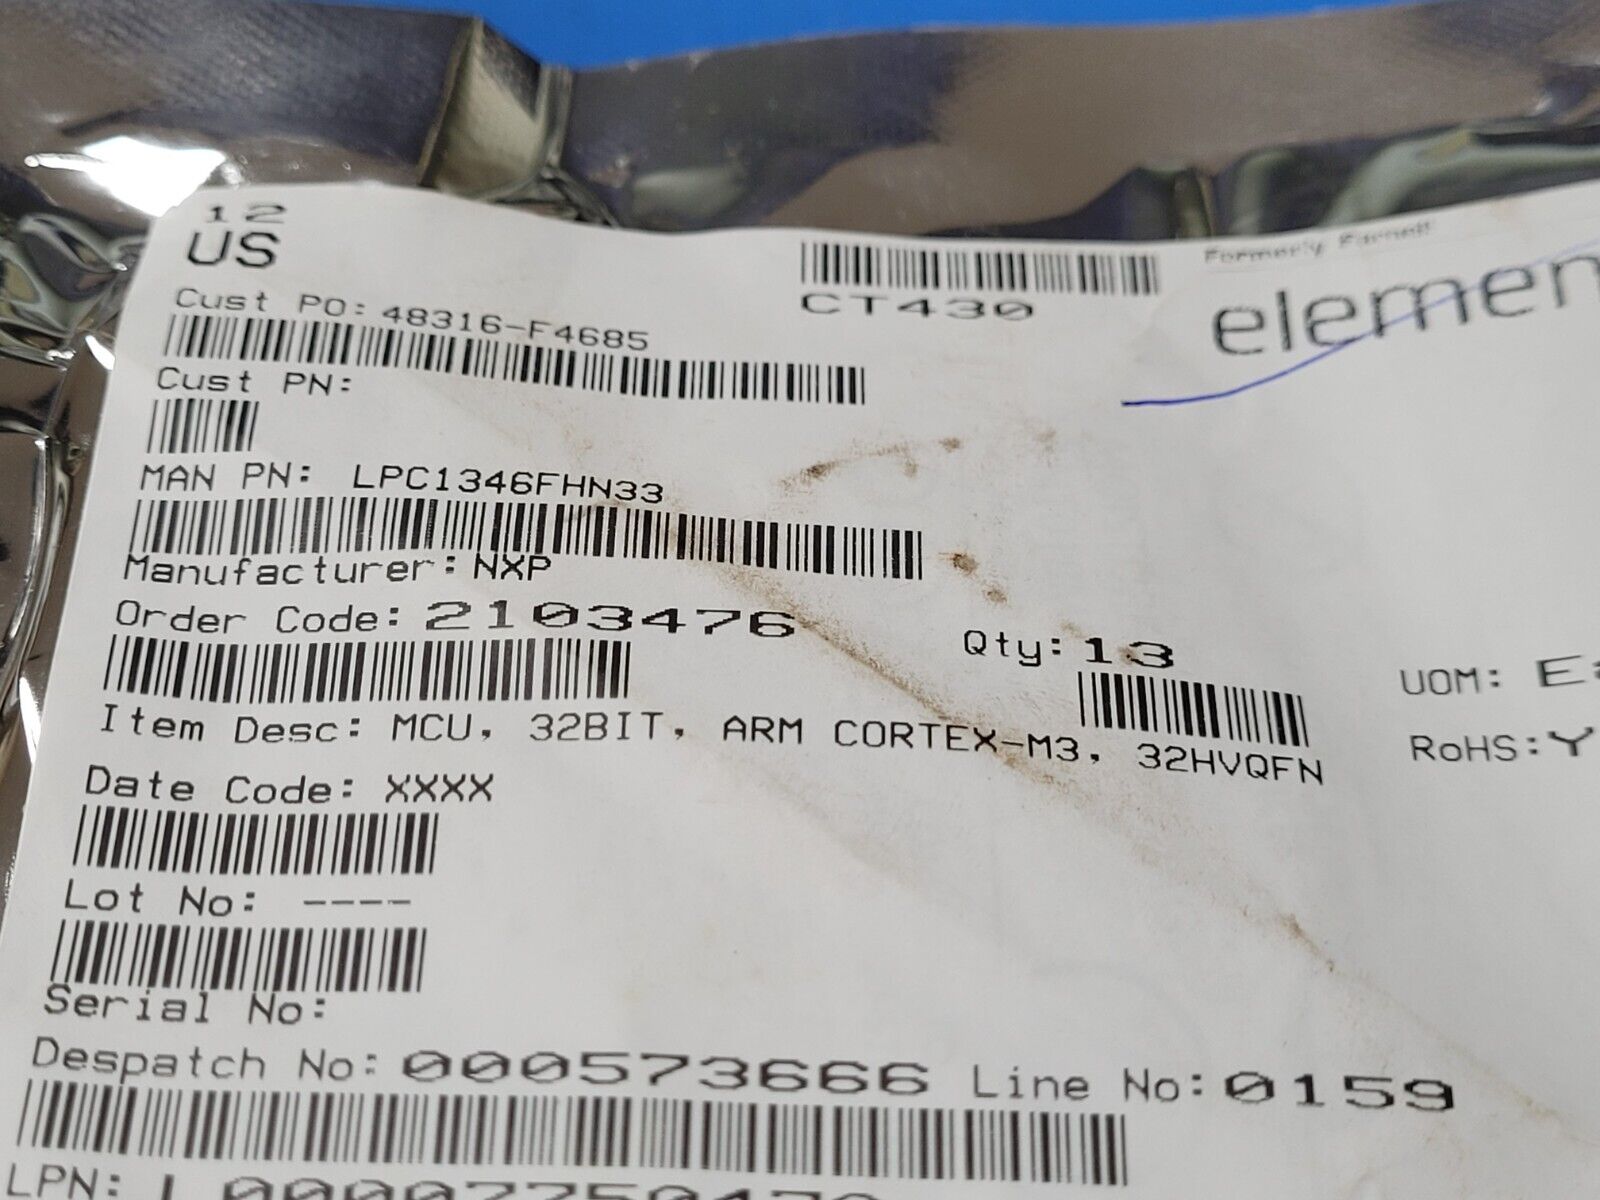 12
US
CT430
Formerly Farnell
elemen
Cust PO: 48316-F4685
Cust PN:
MAN PN: LPC1346FHN33
Manufacturer: NXP
Order Code: 2103476
Qty: 13
UOM: Ea
Item Desc: MCU, 32BIT, ARM CORTEX-M3, 32HVQFN
RoHS: Y
Date Code: XXXX
Lot No: ----
Serial No:
Despatch No: 000573666 Line No: 0159
LPN: